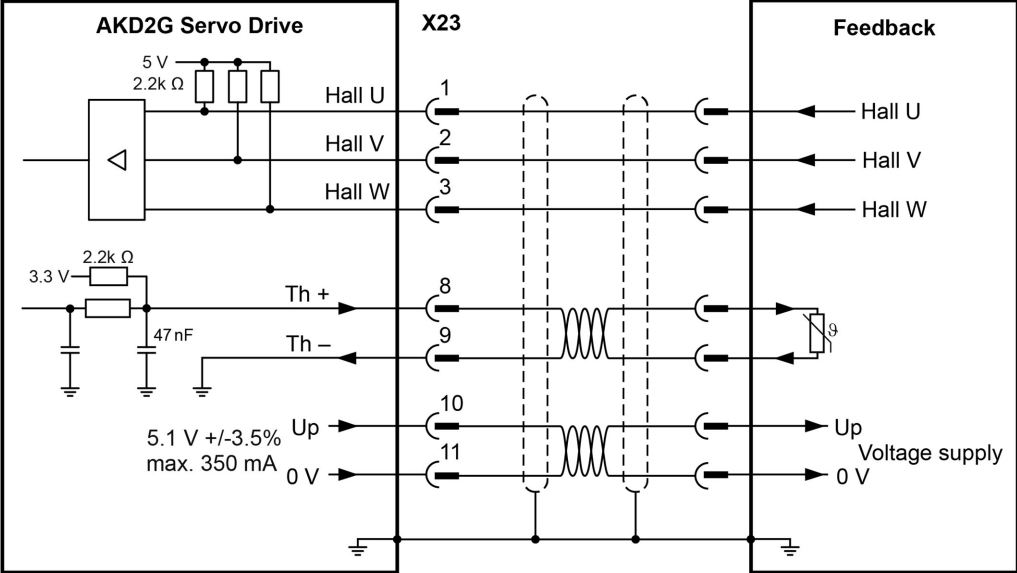 AKD2G Servo Drive
X23
Feedback
5 V
2.2k Ω
Hall U
1
Hall U
Hall V
2
Hall V
Hall W
3
Hall W
2.2k Ω
3.3 V
Th +
8
47nF
Th –
9
ϑ
10
Up
Up
5.1 V +/-3.5%
max. 350 mA
11
Voltage supply
0 V
0 V